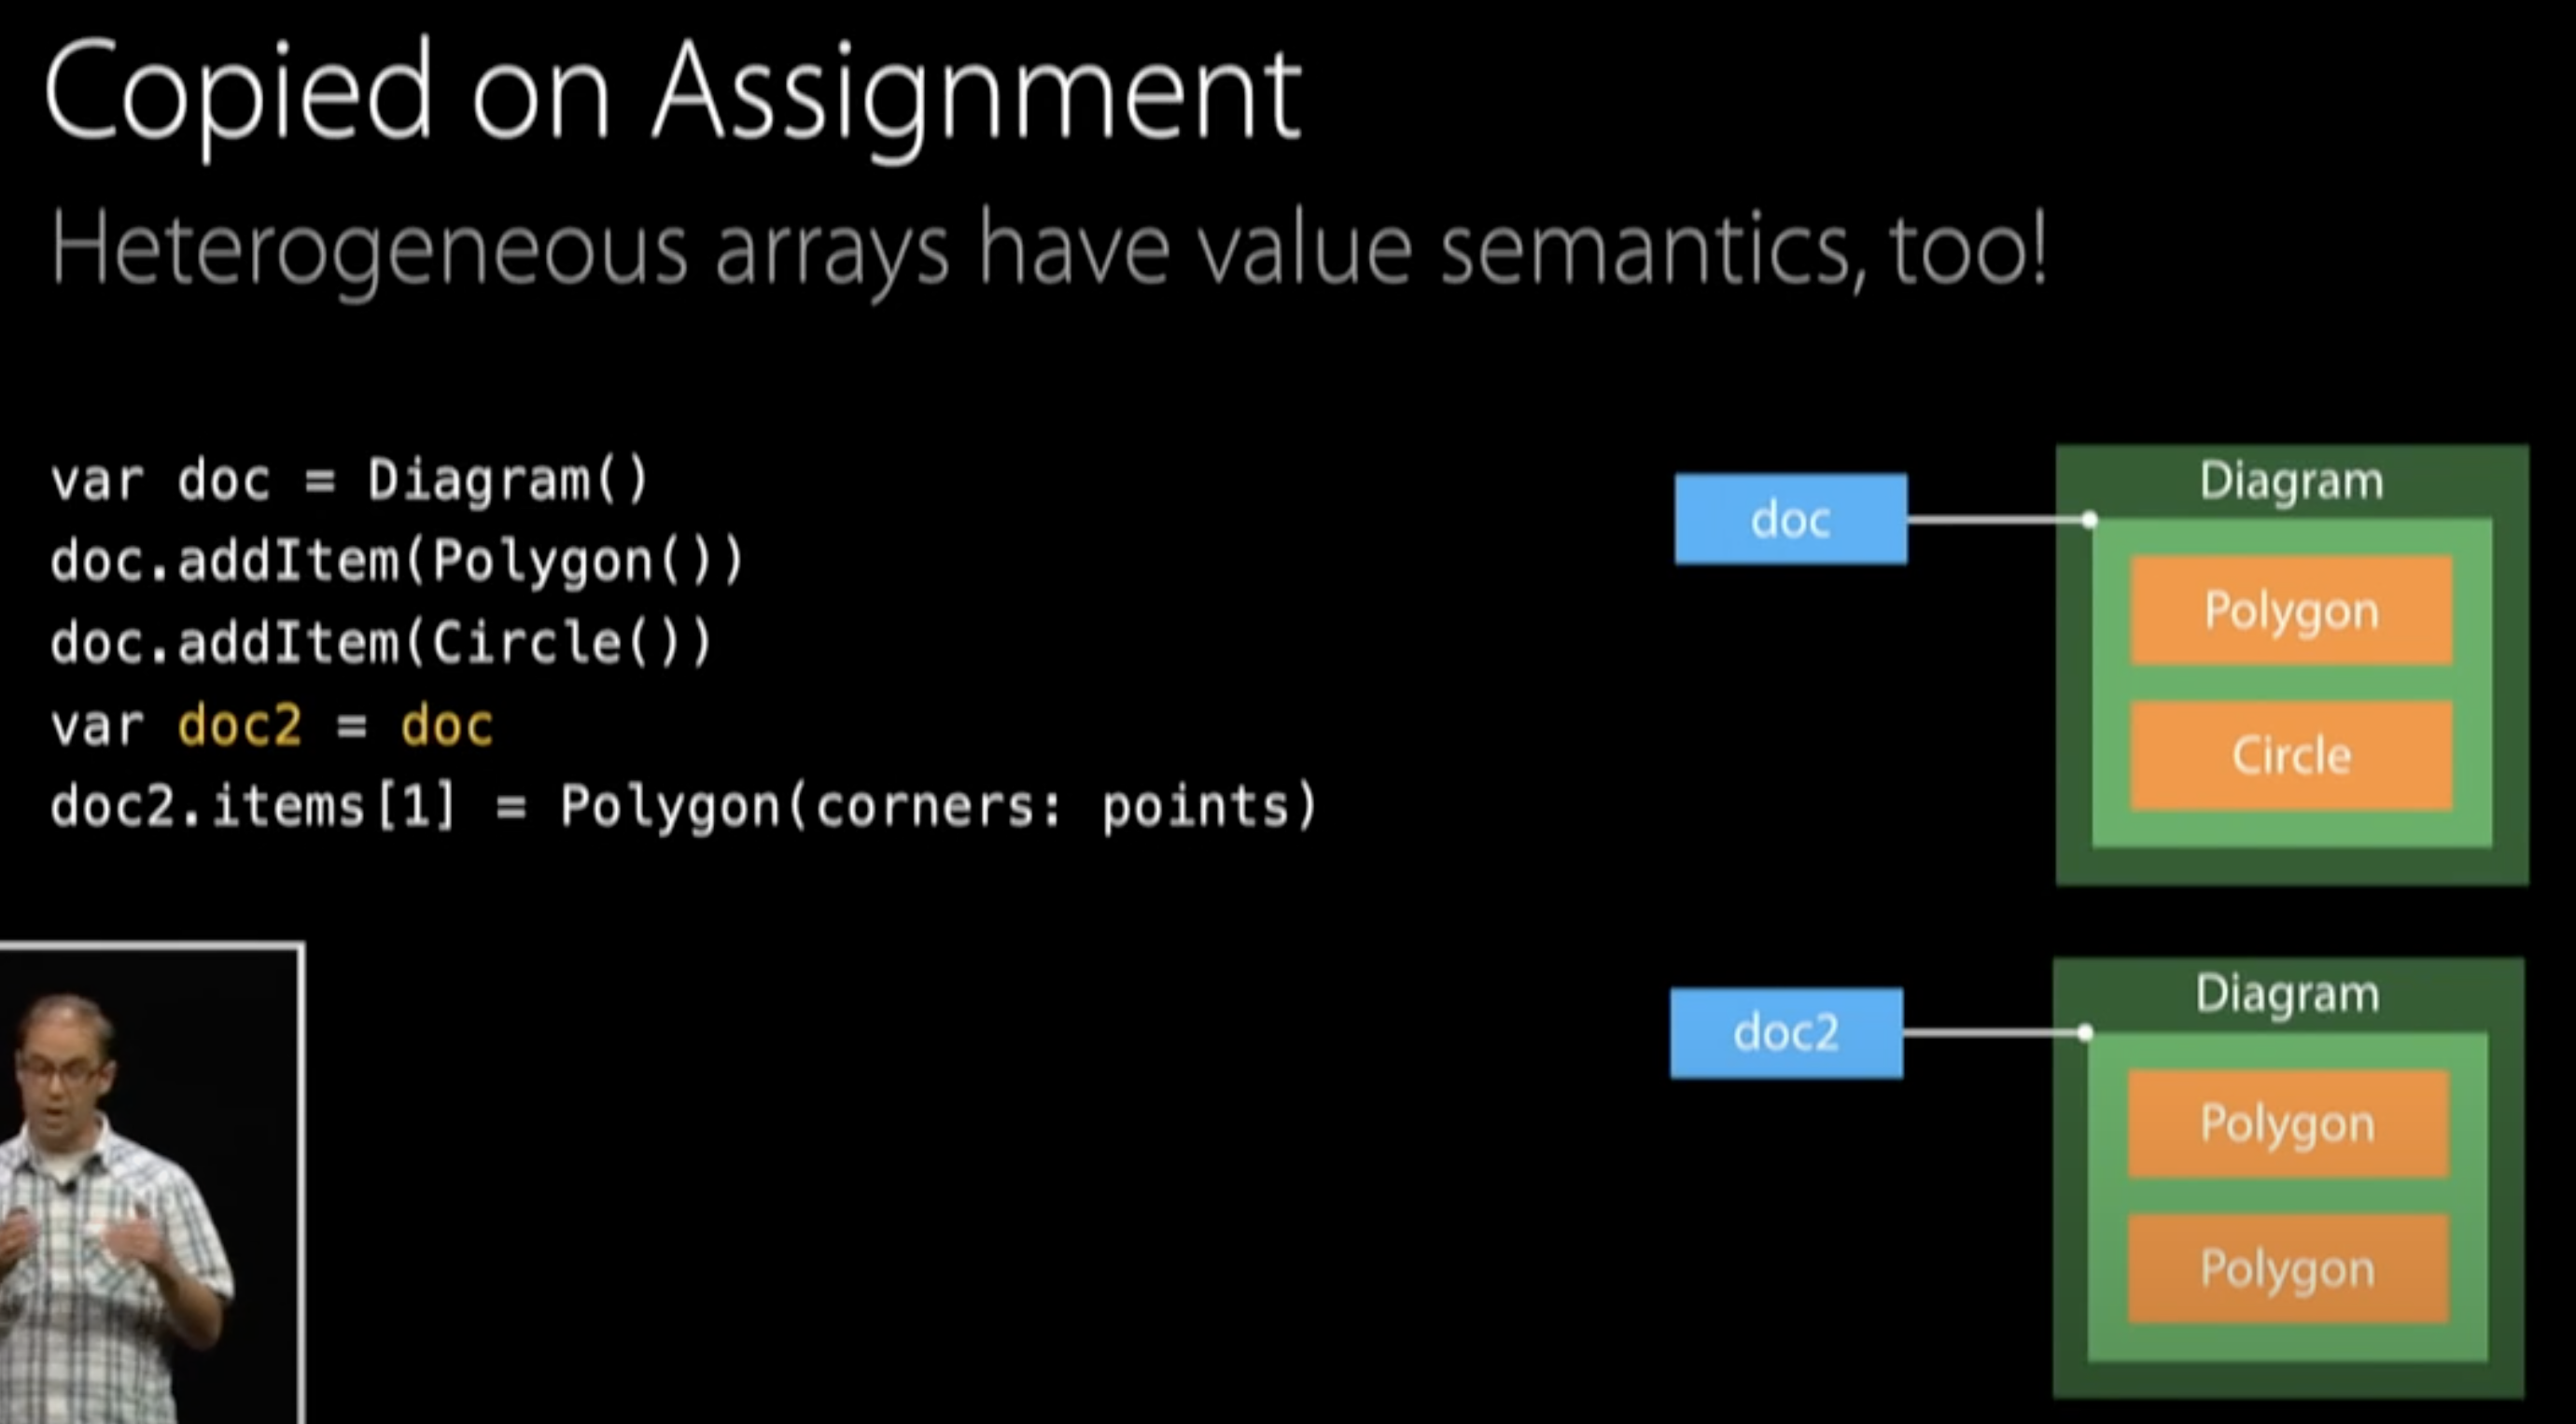 Copied on Assignment
Heterogeneous arrays have value semantics, too!
var doc = Diagram()
doc.addItem(Polygon())
doc.addItem(Circle())
var doc2 = doc
doc2.items[1] = Polygon(corners: points)
doc
Diagram
Polygon
Circle
doc2
Diagram
Polygon
Polygon